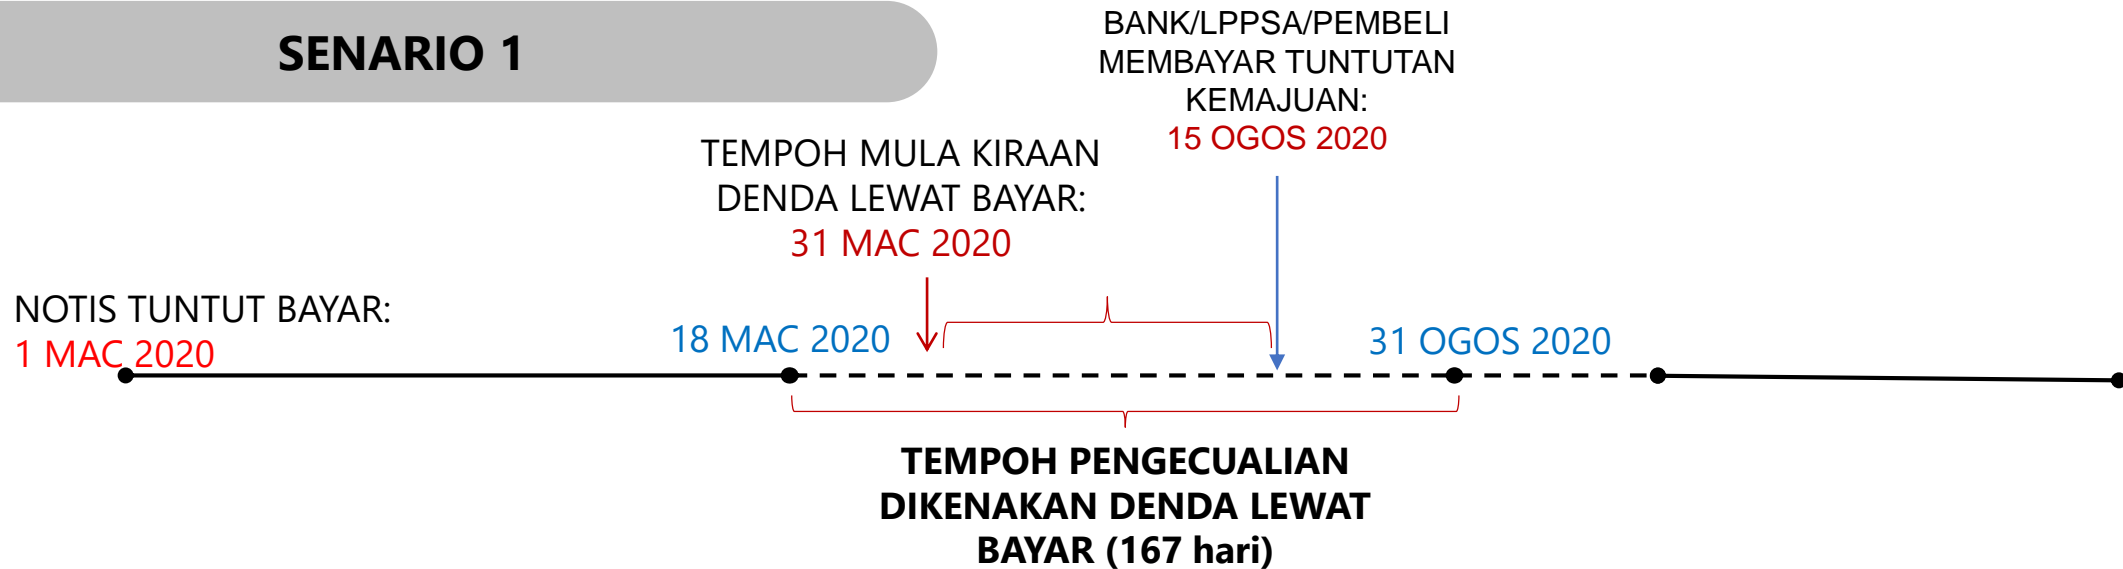 SENARIO 1
BANK/LPPSA/PEMBELI
MEMBAYAR TUNTUTAN
KEMAJUAN:
15 OGOS 2020
TEMPOH MULA KIRAAN
DENDA LEWAT BAYAR:
31 MAC 2020
NOTIS TUNTUT BAYAR:
1 MAC 2020
18 MAC 2020
31 OGOS 2020
TEMPOH PENGECUALIAN
DIKENAKAN DENDA LEWAT
BAYAR (167 hari)